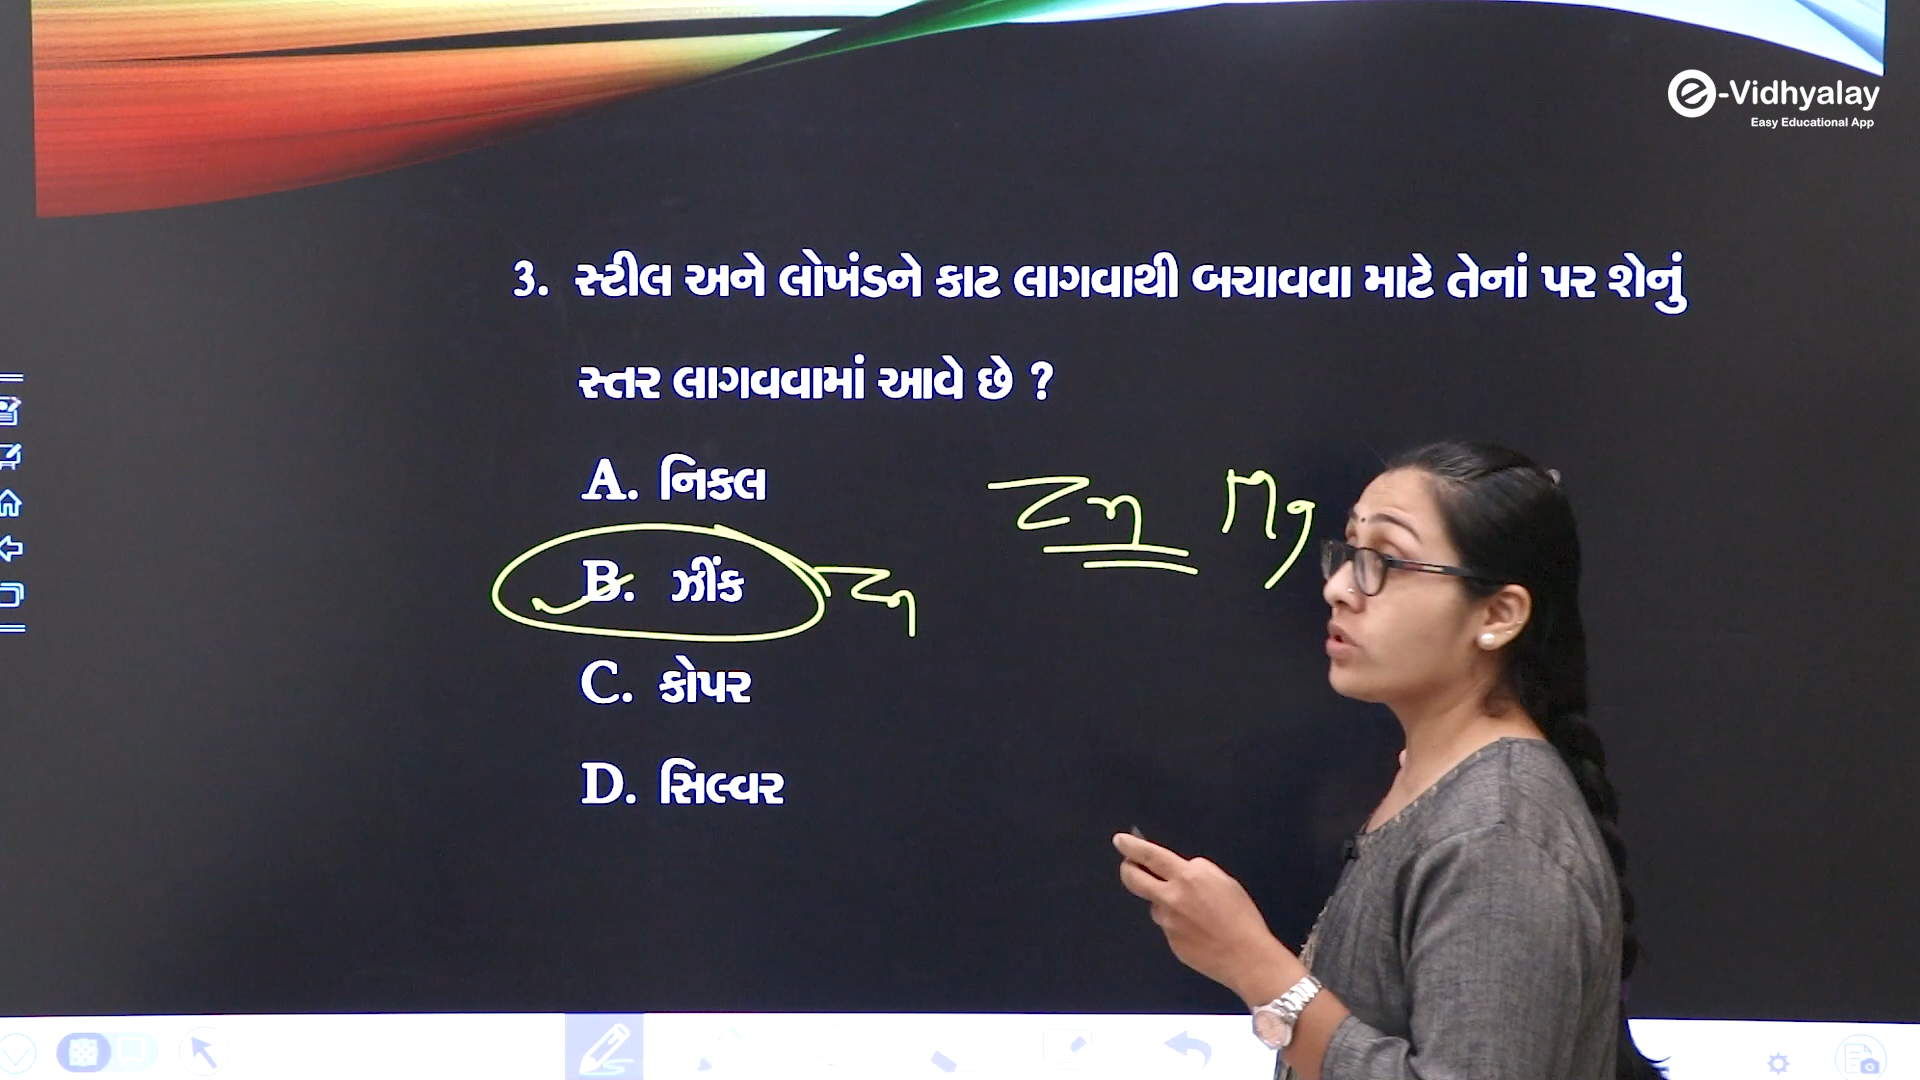 e-Vidhyalay
Easy Educational App
3. સ્ટીલ અને લોખંડને કાટ લાગવાથી બચાવવા માટે તેનાં પર શેનું
સ્તર લાગવવામાં આવે છે ?
A. નિકલ
Zn Mg
B. ઝીંક Zn
C. કોપર
D. સિલ્વર